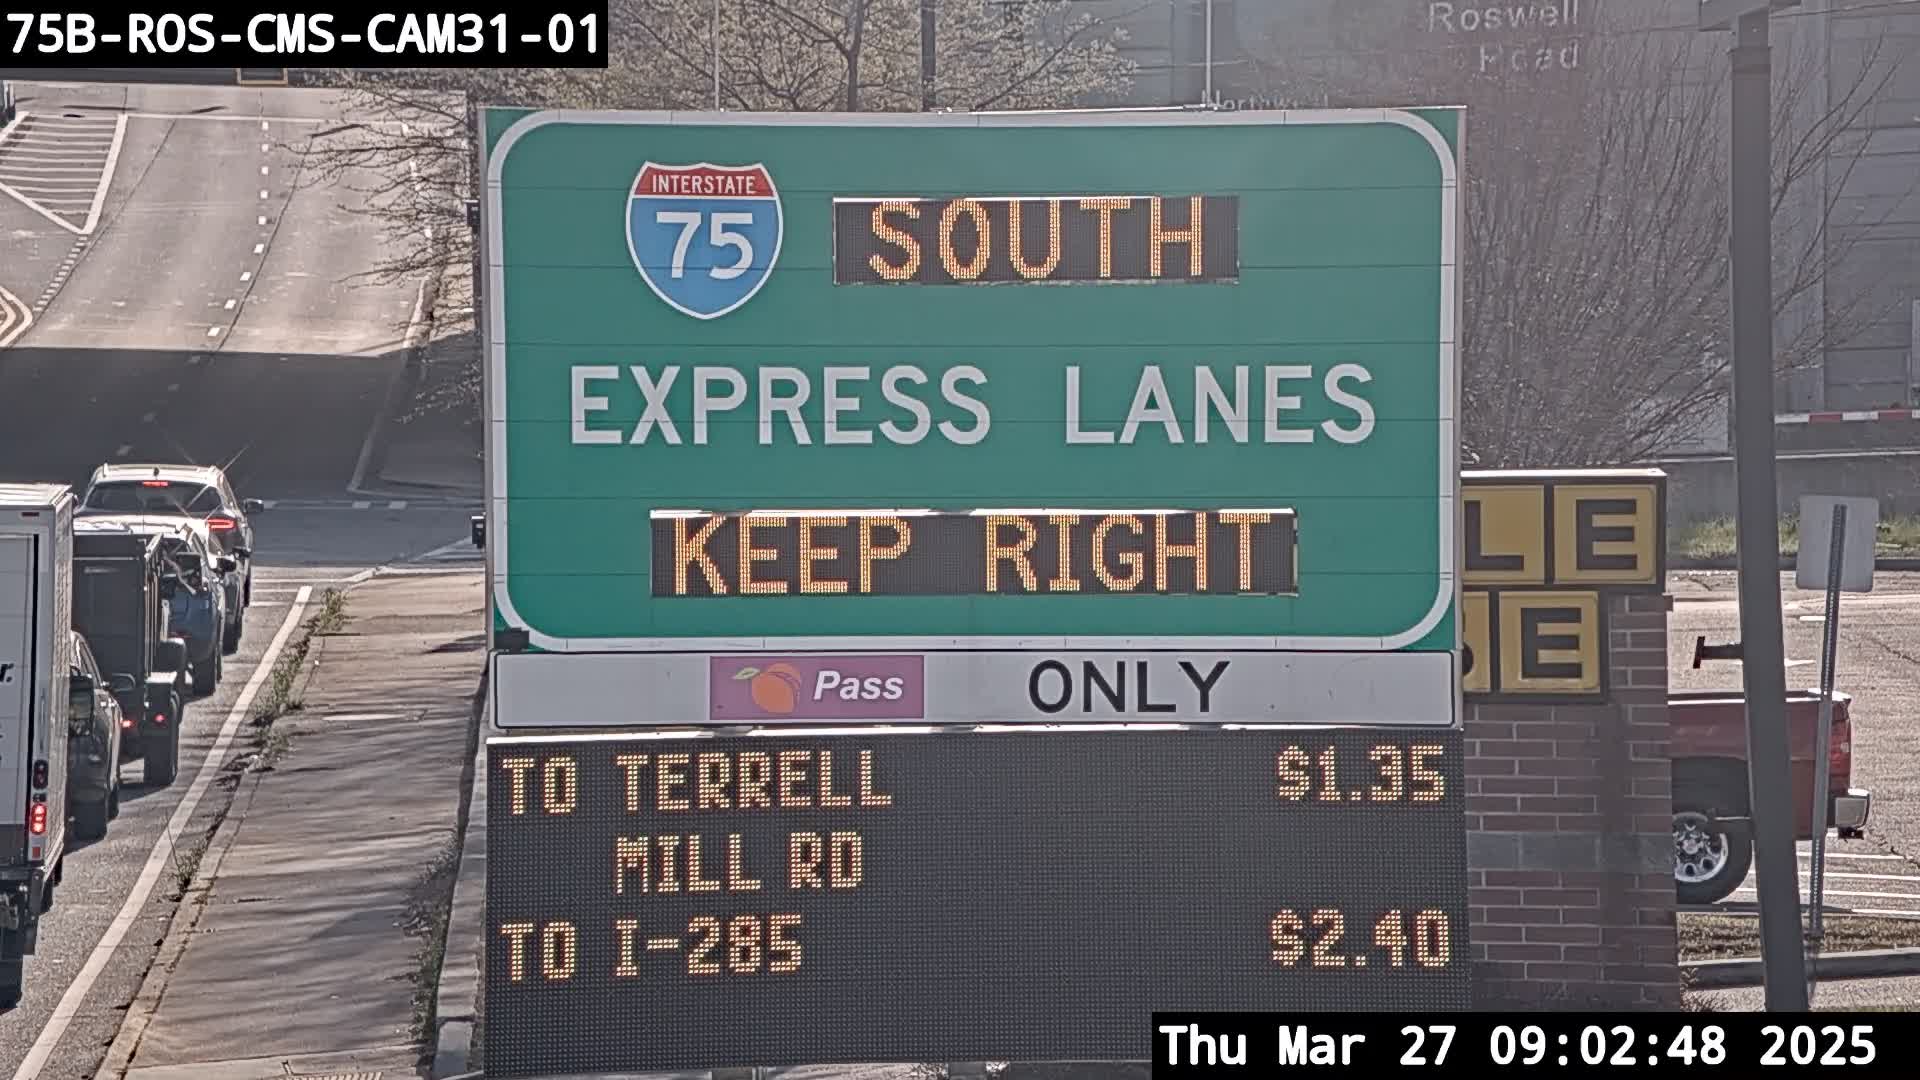 75B-ROS-CMS-CAM31-01
Roswell
Road
INTERSTATE
75
SOUTH
EXPRESS LANES
KEEP RIGHT
Pass ONLY
TO TERRELL $1.35
MILL RD
TO I-285 $2.40
LE
E
Thu Mar 27 09:02:48 2025